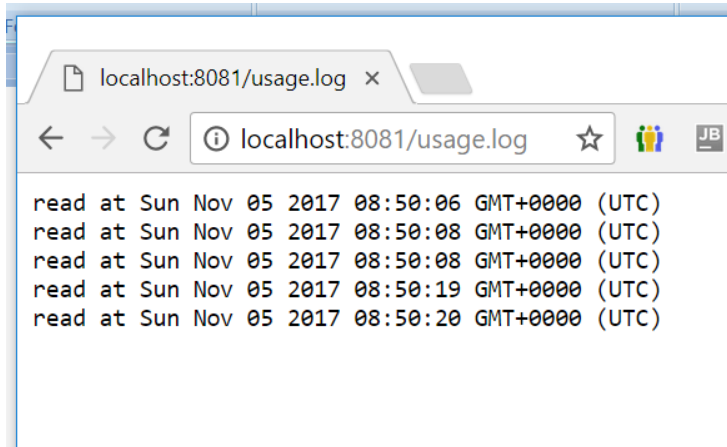 localhost:8081/usage.log
localhost:8081/usage.log
JB
read at Sun Nov 05 2017 08:50:06 GMT+0000 (UTC)
read at Sun Nov 05 2017 08:50:08 GMT+0000 (UTC)
read at Sun Nov 05 2017 08:50:08 GMT+0000 (UTC)
read at Sun Nov 05 2017 08:50:19 GMT+0000 (UTC)
read at Sun Nov 05 2017 08:50:20 GMT+0000 (UTC)